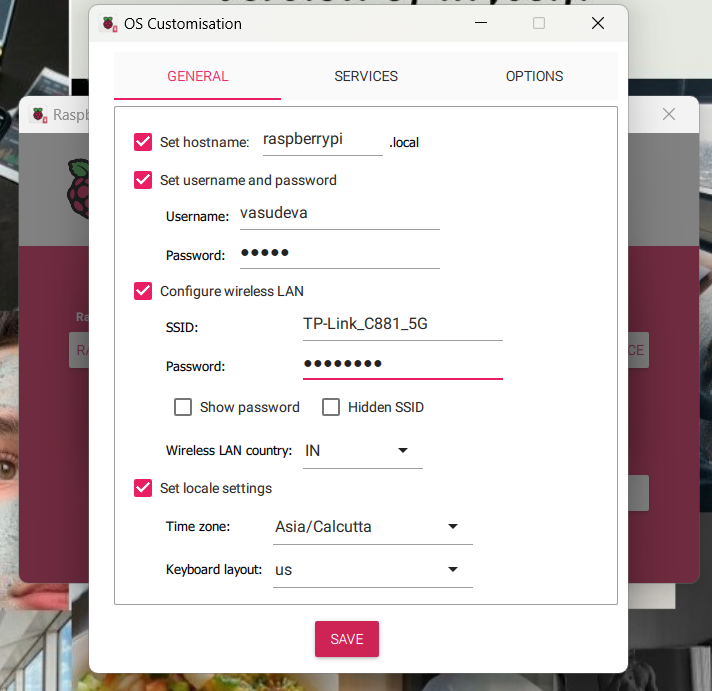 OS Customisation
GENERAL SERVICES OPTIONS
Set hostname: raspberrypi .local
Set username and password
Username: vasudeva
Password: ●●●●●
Configure wireless LAN
SSID: TP-Link_C881_5G
Password: ●●●●●●●●
Show password Hidden SSID
Wireless LAN country: IN
Set locale settings
Time zone: Asia/Calcutta
Keyboard layout: us
SAVE